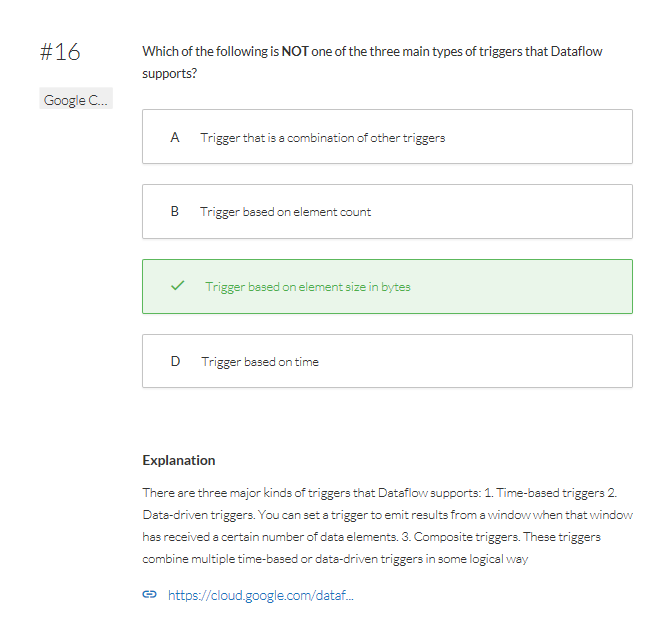 #16
Google C...
Which of the following is NOT one of the three main types of triggers that Dataflow
supports?
A Trigger that is a combination of other triggers
B Trigger based on element count
Trigger based on element size in bytes
D Trigger based on time
Explanation
There are three major kinds of triggers that Dataflow supports: 1. Time-based triggers 2.
Data-driven triggers. You can set a trigger to emit results from a window when that window
has received a certain number of data elements. 3. Composite triggers. These triggers
combine multiple time-based or data-driven triggers in some logical way
https://cloud.google.com/dataf...